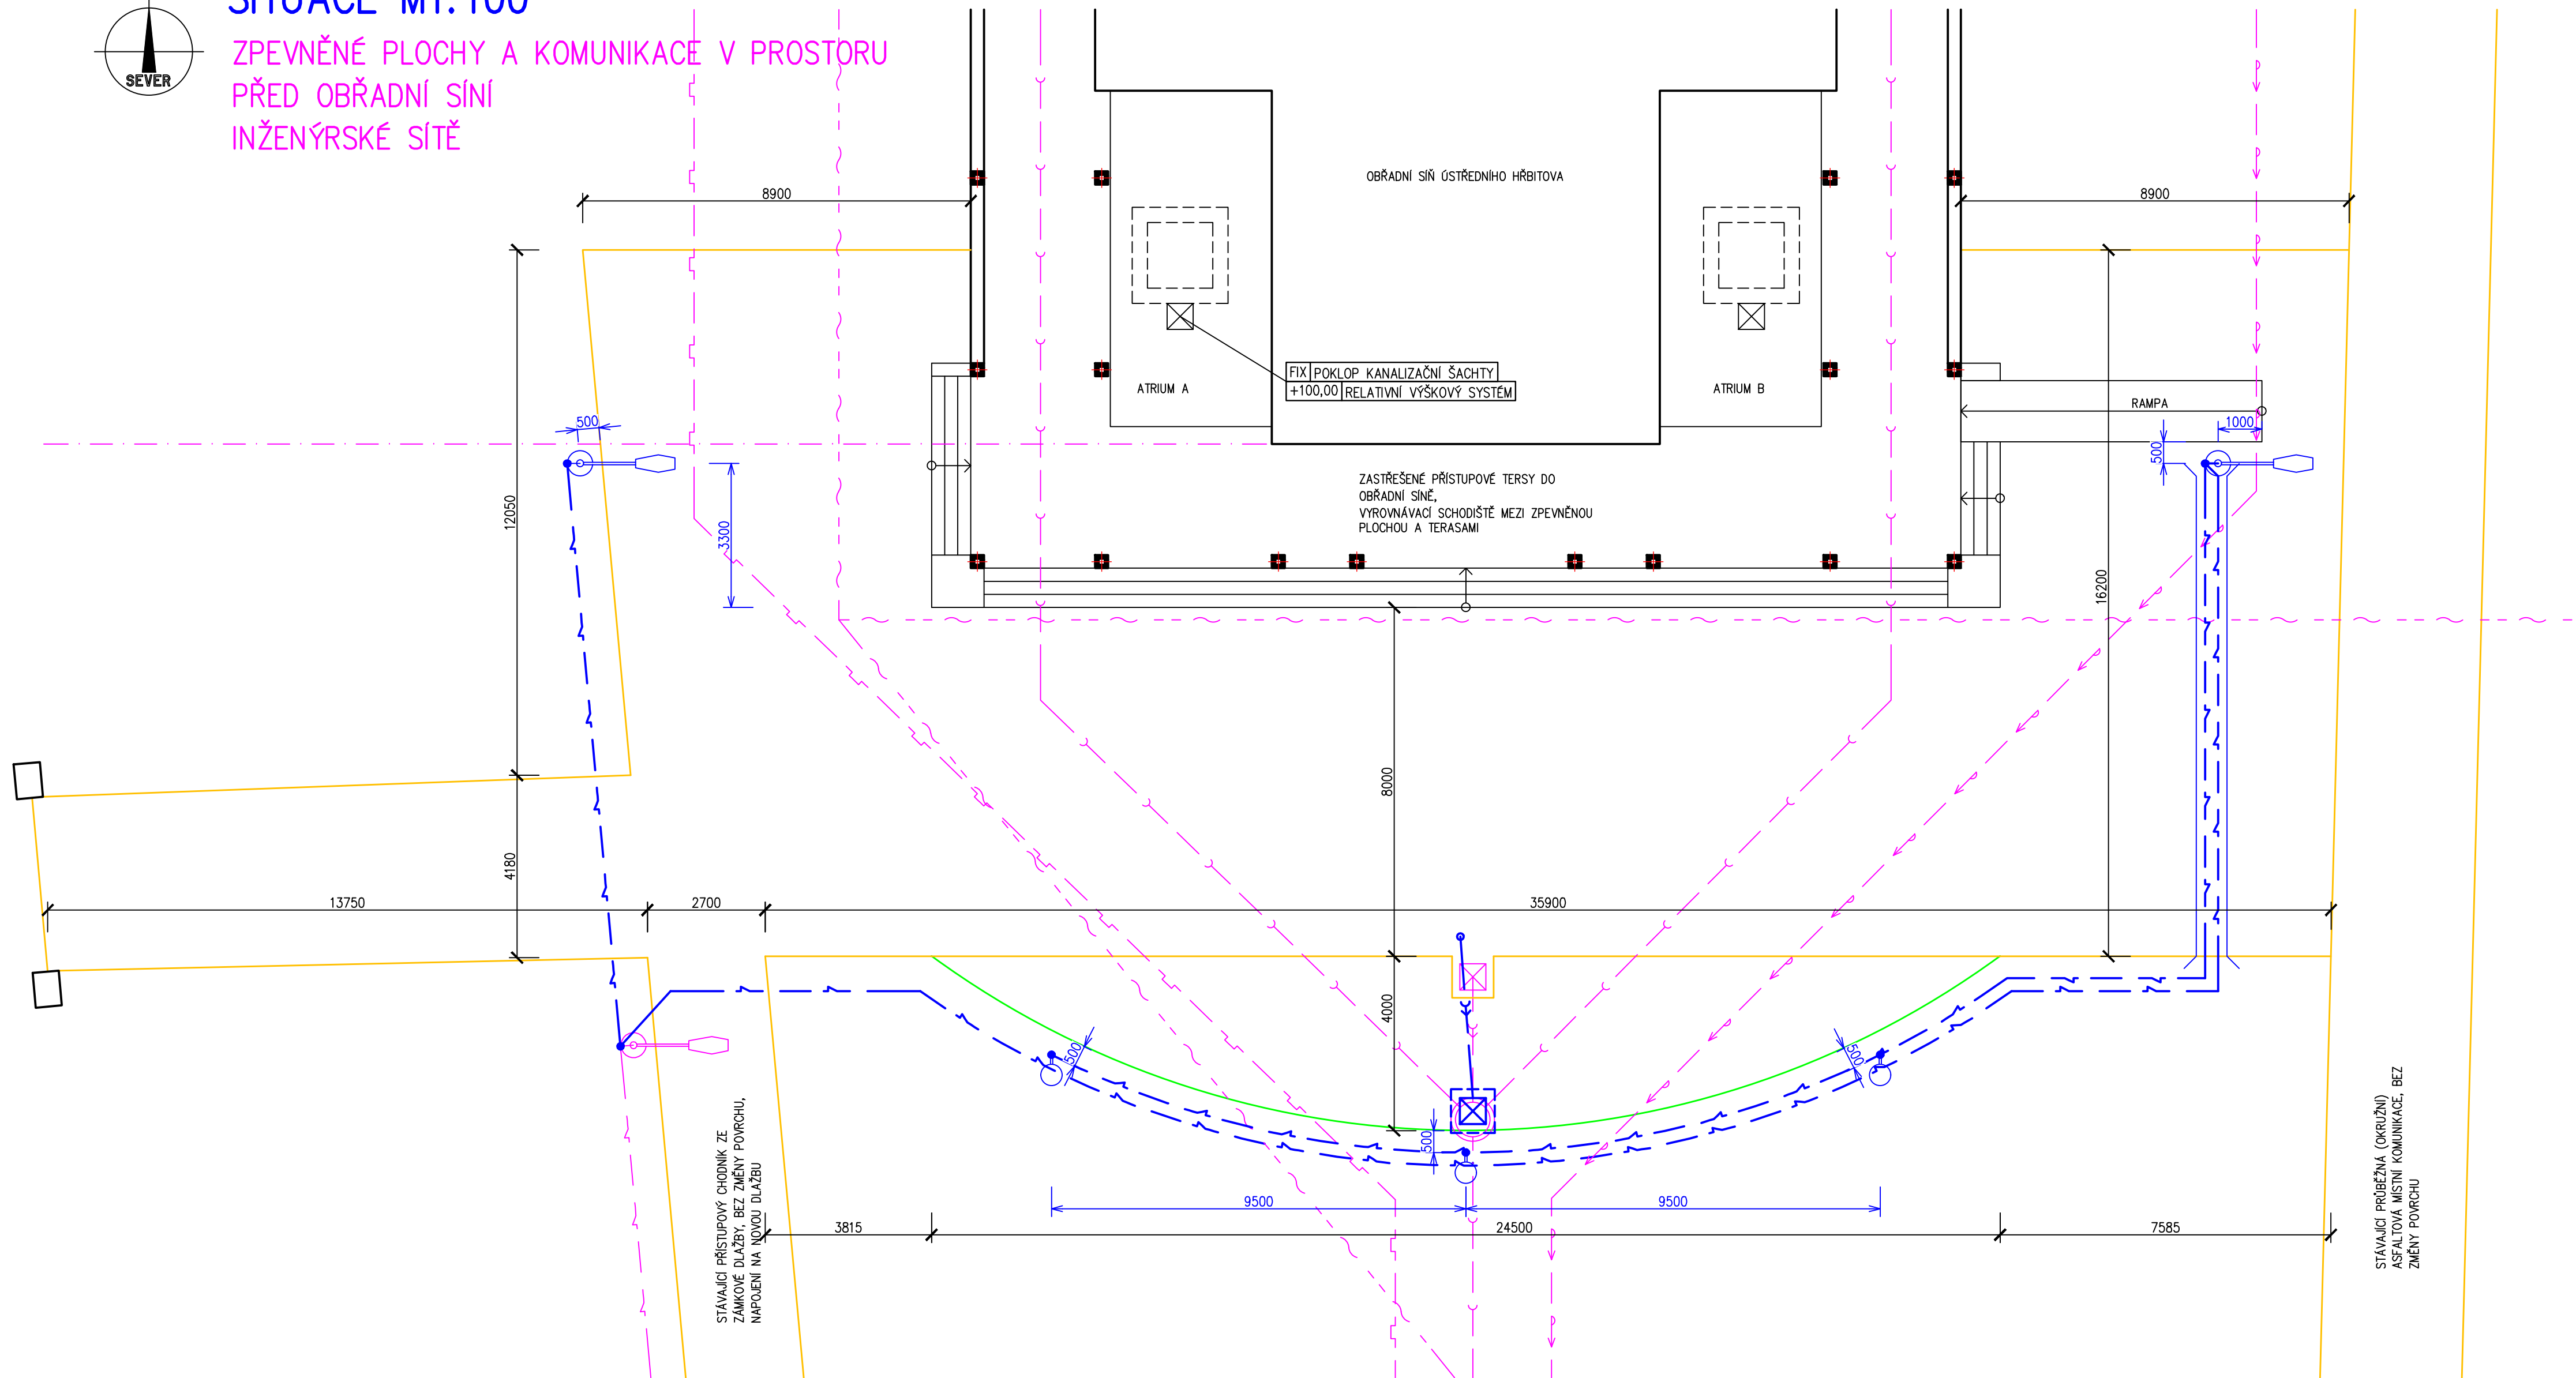 SITUACE M1:100
SEVER
ZPEVNĚNÉ PLOCHY A KOMUNIKACE V PROSTORU
PŘED OBŘADNÍ SÍNÍ
INŽENÝRSKÉ SÍTĚ
OBŘADNÍ SÍŇ ÚSTŘEDNÍHO HŘBITOVA
8900
8900
FIX POKLOP KANALIZAČNÍ ŠACHTY
+100,00 RELATIVNÍ VÝŠKOVÝ SYSTÉM
ATRIUM A
ATRIUM B
RAMPA
500
1000
500
12050
3300
ZASTŘEŠENÉ PŘÍSTUPOVÉ TERSY DO
OBŘADNÍ SÍNĚ,
VYROVNÁVACÍ SCHODIŠTĚ MEZI ZPEVNĚNOU
PLOCHOU A TERASAMI
16200
8000
4180
13750
2700
35900
4000
500
500
500
9500
9500
3815
24500
7585
STÁVAJÍCÍ PŘÍSTUPOVÝ CHODNÍK ZE
ZÁMKOVÉ DLAŽBY, BEZ ZMĚNY POVRCHU,
NAPOJENÍ NA NOVOU DLAŽBU
STÁVAJÍCÍ PRŮBĚŽNÁ (OKRUŽNÍ)
ASFALTOVÁ MÍSTNÍ KOMUNIKACE, BEZ
ZMĚNY POVRCHU